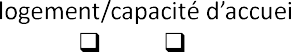 logement/capacité d'accuei
❑ ❑